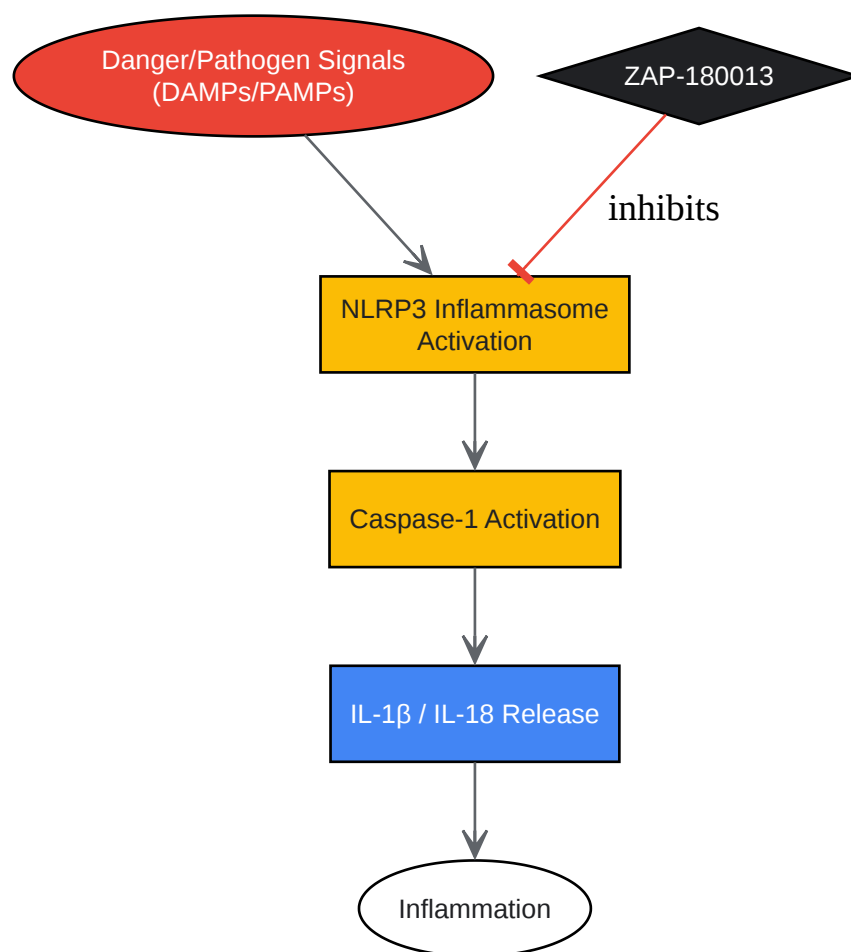 Danger/Pathogen Signals
(DAMPs/PAMPs)
ZAP-180013
inhibits
NLRP3 Inflammasome
Activation
Caspase-1 Activation
IL-1β / IL-18 Release
Inflammation